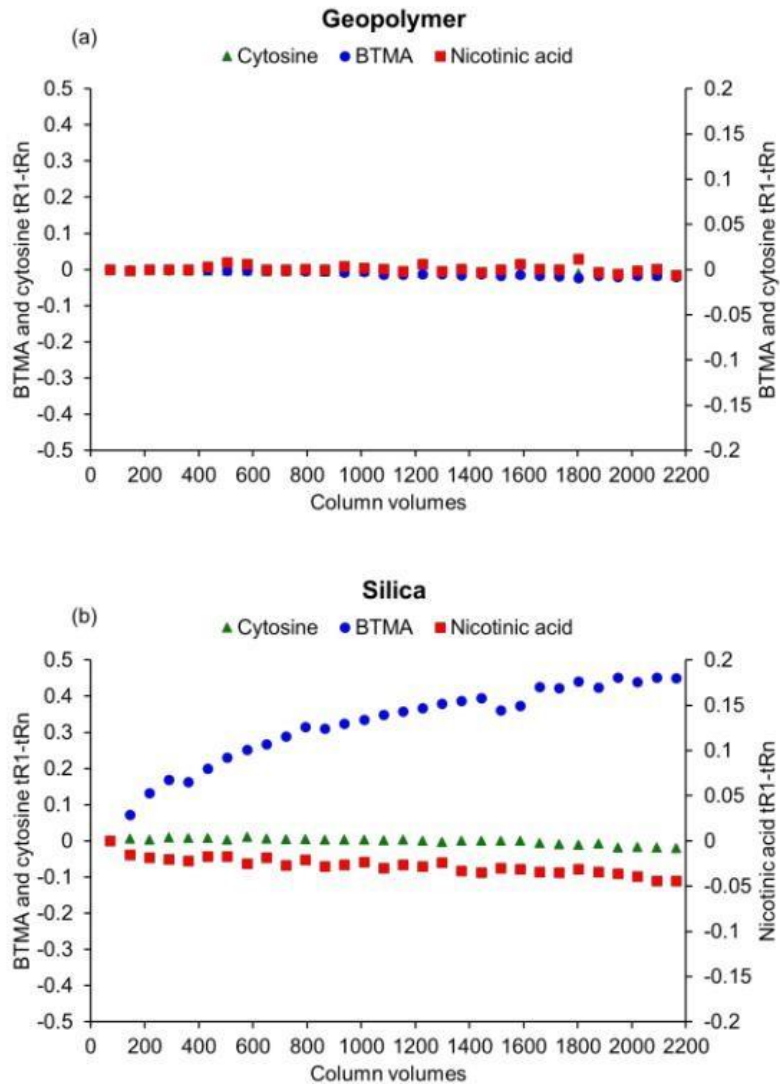 Geopolymer
(a)
Cytosine BTMA Nicotinic acid
BTMA and cytosine tR1-tRn
0.5
0.4
0.3
0.2
0.1
0
-0.1
-0.2
-0.3
-0.4
-0.5
0.2
0.15
0.1
0.05
0
-0.05
-0.1
-0.15
-0.2
BTMA and cytosine tR1-tRn
0 200 400 600 800 1000 1200 1400 1600 1800 2000 2200
Column volumes
Silica
(b)
Cytosine BTMA Nicotinic acid
BTMA and cytosine tR1-tRn
0.5
0.4
0.3
0.2
0.1
0
-0.1
-0.2
-0.3
-0.4
-0.5
0.2
0.15
0.1
0.05
0
-0.05
-0.1
-0.15
-0.2
Nicotinic acid tR1-tRn
0 200 400 600 800 1000 1200 1400 1600 1800 2000 2200
Column volumes